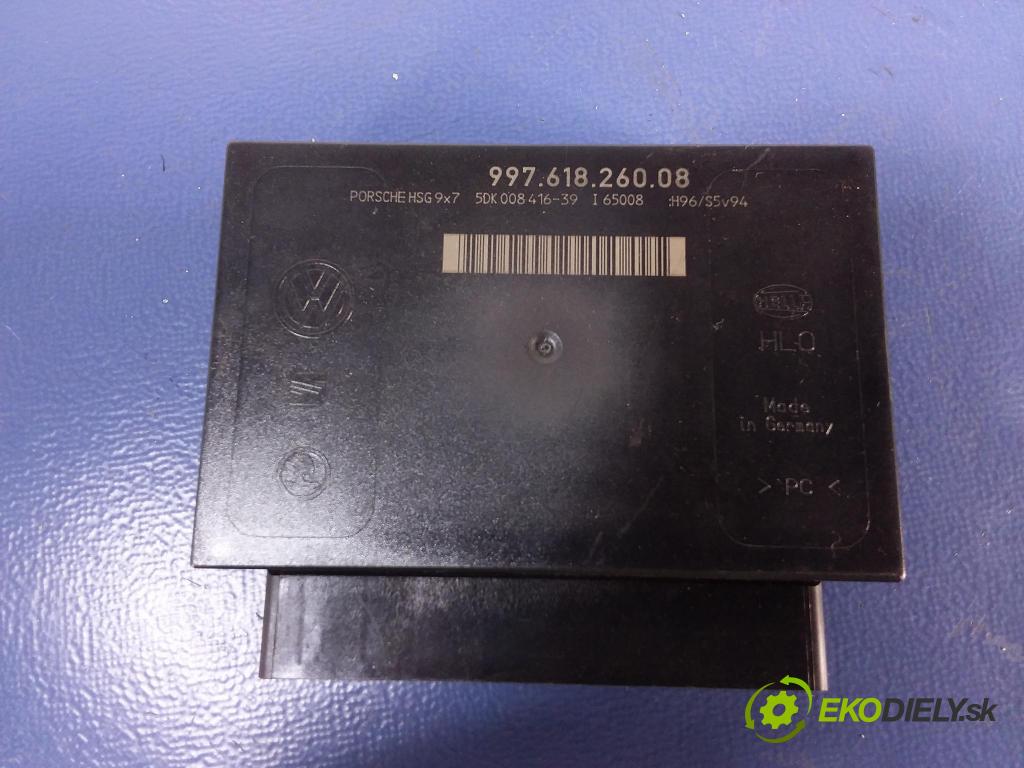 997.618.260.08
PORSCHE HSG 9x7 5DK 008 416-39 I 65008 :H96/S5v94
HELLA
HLO
Made
in Germany
> PC <
EKODIELY.sk